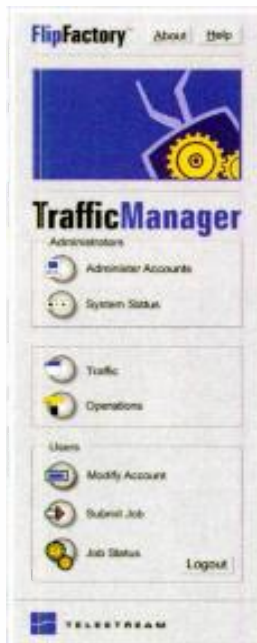 FlipFactory™ About Help
TrafficManager
Administrators
Administer Accounts
System Status
Traffic
Operations
Users
Modify Account
Submit Job
Job Status
Logout
TELESTREAM